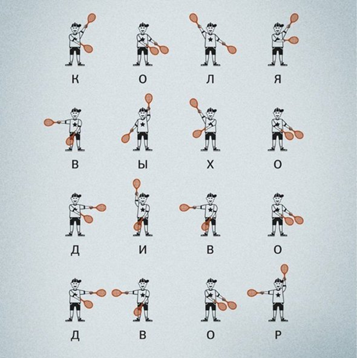 К О Л Я
В Ы Х О
Д И В О
Д В О Р